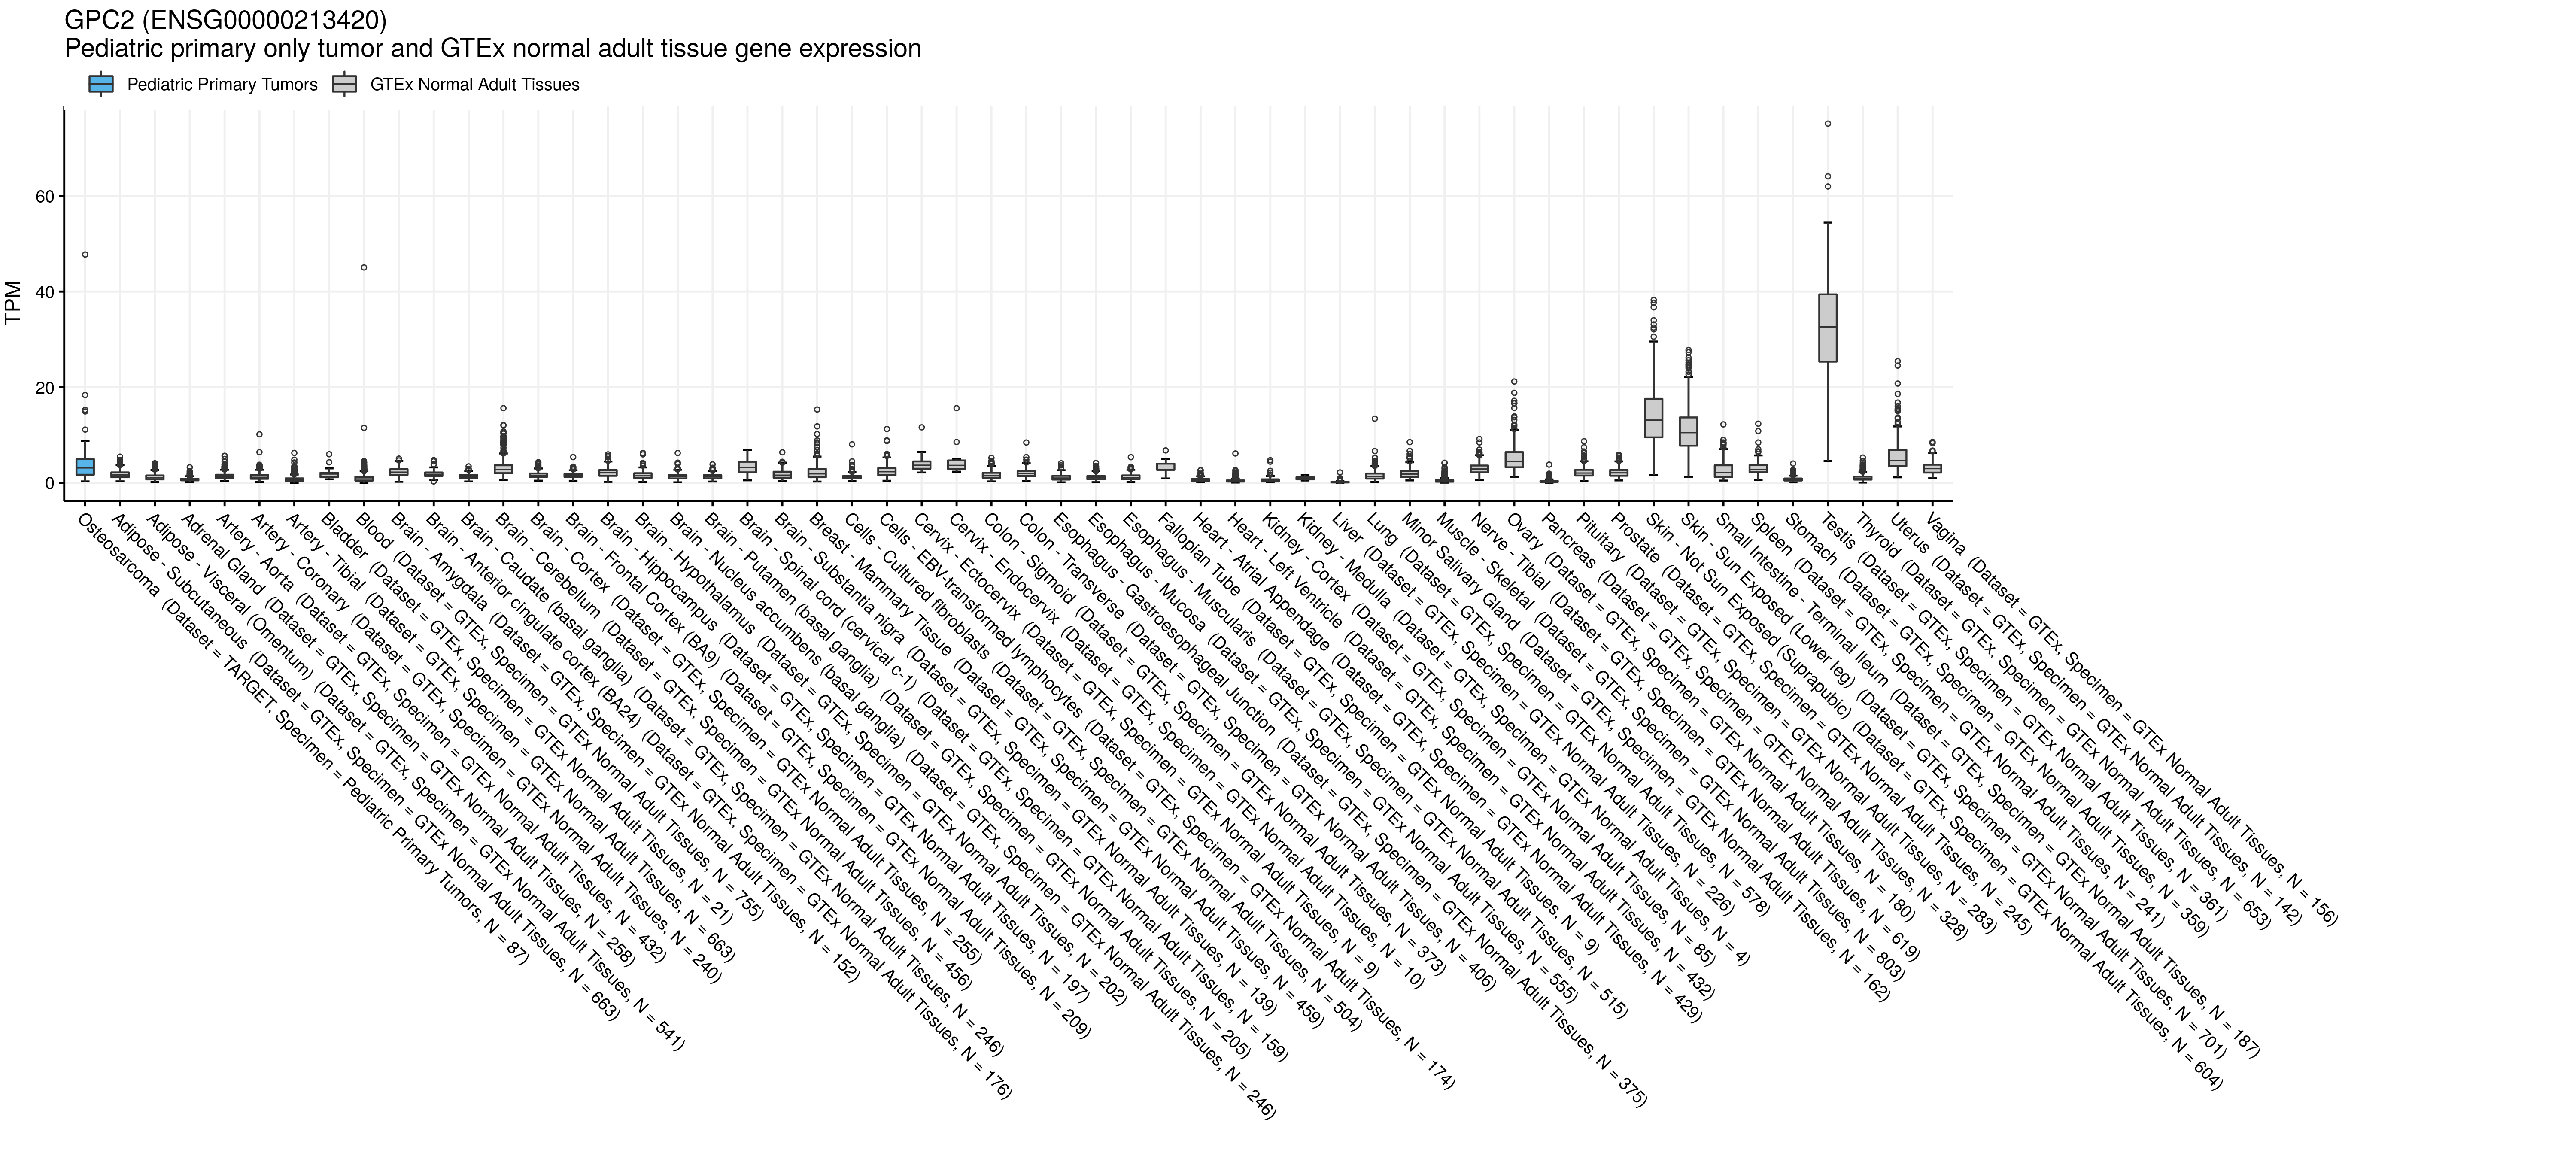 GPC2 (ENSG00000213420)
Pediatric primary only tumor and GTEx normal adult tissue gene expression
Pediatric Primary Tumors
GTEx Normal Adult Tissues
TPM
60
40
20
0
Osteosarcoma (Dataset = TARGET, Specimen = Pediatric Primary Tumors, N = 87)
Adipose - Subcutaneous (Dataset = GTEx, Specimen = GTEx Normal Adult Tissues, N = 663)
Adipose - Visceral (Omentum) (Dataset = GTEx, Specimen = GTEx Normal Adult Tissues, N = 541)
Adrenal Gland (Dataset = GTEx, Specimen = GTEx Normal Adult Tissues, N = 258)
Artery - Aorta (Dataset = GTEx, Specimen = GTEx Normal Adult Tissues, N = 432)
Artery - Coronary (Dataset = GTEx, Specimen = GTEx Normal Adult Tissues, N = 240)
Artery - Tibial (Dataset = GTEx, Specimen = GTEx Normal Adult Tissues, N = 663)
Bladder (Dataset = GTEx, Specimen = GTEx Normal Adult Tissues, N = 21)
Blood (Dataset = GTEx, Specimen = GTEx Normal Adult Tissues, N = 755)
Brain - Amygdala (Dataset = GTEx, Specimen = GTEx Normal Adult Tissues, N = 152)
Brain - Anterior cingulate cortex (BA24) (Dataset = GTEx, Specimen = GTEx Normal Adult Tissues, N = 176)
Brain - Caudate (basal ganglia) (Dataset = GTEx, Specimen = GTEx Normal Adult Tissues, N = 246)
Brain - Cerebellum (Dataset = GTEx, Specimen = GTEx Normal Adult Tissues, N = 456)
Brain - Cortex (Dataset = GTEx, Specimen = GTEx Normal Adult Tissues, N = 255)
Brain - Frontal Cortex (BA9) (Dataset = GTEx, Specimen = GTEx Normal Adult Tissues, N = 209)
Brain - Hippocampus (Dataset = GTEx, Specimen = GTEx Normal Adult Tissues, N = 197)
Brain - Hypothalamus (Dataset = GTEx, Specimen = GTEx Normal Adult Tissues, N = 202)
Brain - Nucleus accumbens (basal ganglia) (Dataset = GTEx, Specimen = GTEx Normal Adult Tissues, N = 246)
Brain - Putamen (basal ganglia) (Dataset = GTEx, Specimen = GTEx Normal Adult Tissues, N = 205)
Brain - Spinal cord (cervical c-1) (Dataset = GTEx, Specimen = GTEx Normal Adult Tissues, N = 159)
Brain - Substantia nigra (Dataset = GTEx, Specimen = GTEx Normal Adult Tissues, N = 139)
Breast - Mammary Tissue (Dataset = GTEx, Specimen = GTEx Normal Adult Tissues, N = 459)
Cells - Cultured fibroblasts (Dataset = GTEx, Specimen = GTEx Normal Adult Tissues, N = 504)
Cells - EBV-transformed lymphocytes (Dataset = GTEx, Specimen = GTEx Normal Adult Tissues, N = 174)
Cervix - Ectocervix (Dataset = GTEx, Specimen = GTEx Normal Adult Tissues, N = 9)
Cervix - Endocervix (Dataset = GTEx, Specimen = GTEx Normal Adult Tissues, N = 10)
Colon - Sigmoid (Dataset = GTEx, Specimen = GTEx Normal Adult Tissues, N = 373)
Colon - Transverse (Dataset = GTEx, Specimen = GTEx Normal Adult Tissues, N = 406)
Esophagus - Gastroesophageal Junction (Dataset = GTEx, Specimen = GTEx Normal Adult Tissues, N = 375)
Esophagus - Mucosa (Dataset = GTEx, Specimen = GTEx Normal Adult Tissues, N = 555)
Esophagus - Muscularis (Dataset = GTEx, Specimen = GTEx Normal Adult Tissues, N = 515)
Fallopian Tube (Dataset = GTEx, Specimen = GTEx Normal Adult Tissues, N = 9)
Heart - Atrial Appendage (Dataset = GTEx, Specimen = GTEx Normal Adult Tissues, N = 429)
Heart - Left Ventricle (Dataset = GTEx, Specimen = GTEx Normal Adult Tissues, N = 432)
Kidney - Cortex (Dataset = GTEx, Specimen = GTEx Normal Adult Tissues, N = 85)
Kidney - Medulla (Dataset = GTEx, Specimen = GTEx Normal Adult Tissues, N = 4)
Liver (Dataset = GTEx, Specimen = GTEx Normal Adult Tissues, N = 226)
Lung (Dataset = GTEx, Specimen = GTEx Normal Adult Tissues, N = 578)
Minor Salivary Gland (Dataset = GTEx, Specimen = GTEx Normal Adult Tissues, N = 162)
Muscle - Skeletal (Dataset = GTEx, Specimen = GTEx Normal Adult Tissues, N = 803)
Nerve - Tibial (Dataset = GTEx, Specimen = GTEx Normal Adult Tissues, N = 619)
Ovary (Dataset = GTEx, Specimen = GTEx Normal Adult Tissues, N = 180)
Pancreas (Dataset = GTEx, Specimen = GTEx Normal Adult Tissues, N = 328)
Pituitary (Dataset = GTEx, Specimen = GTEx Normal Adult Tissues, N = 283)
Prostate (Dataset = GTEx, Specimen = GTEx Normal Adult Tissues, N = 245)
Skin - Not Sun Exposed (Suprapubic) (Dataset = GTEx, Specimen = GTEx Normal Adult Tissues, N = 604)
Skin - Sun Exposed (Lower leg) (Dataset = GTEx, Specimen = GTEx Normal Adult Tissues, N = 701)
Small Intestine - Terminal Ileum (Dataset = GTEx, Specimen = GTEx Normal Adult Tissues, N = 187)
Spleen (Dataset = GTEx, Specimen = GTEx Normal Adult Tissues, N = 241)
Stomach (Dataset = GTEx, Specimen = GTEx Normal Adult Tissues, N = 359)
Testis (Dataset = GTEx, Specimen = GTEx Normal Adult Tissues, N = 361)
Thyroid (Dataset = GTEx, Specimen = GTEx Normal Adult Tissues, N = 653)
Uterus (Dataset = GTEx, Specimen = GTEx Normal Adult Tissues, N = 142)
Vagina (Dataset = GTEx, Specimen = GTEx Normal Adult Tissues, N = 156)